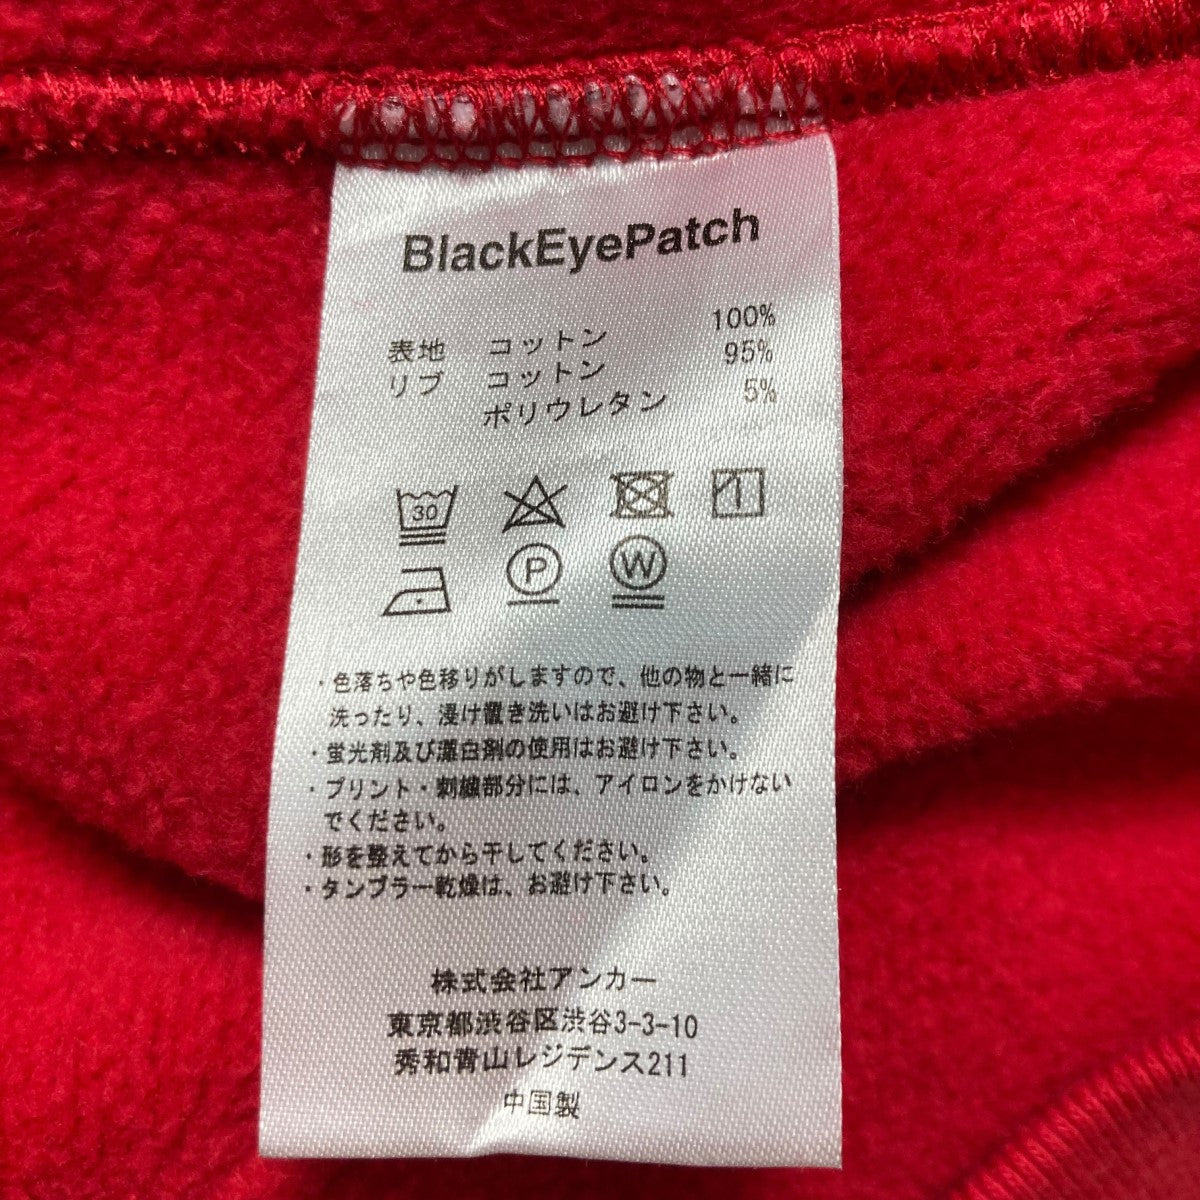 BlackEyePatch
表地 コットン 100%
リブ コットン 95%
ポリウレタン 5%
30
P W
・色落ちや色移りがしますので、他の物と一緒に
洗ったり、浸け置き洗いはお避け下さい。
・蛍光剤及び漂白剤の使用はお避け下さい。
・プリント・刺繍部分には、アイロンをかけない
でください。
・形を整えてから干してください。
・タンブラー乾燥は、お避け下さい。
株式会社アンカー
東京都渋谷区渋谷3-3-10
秀和青山レジデンス211
中国製